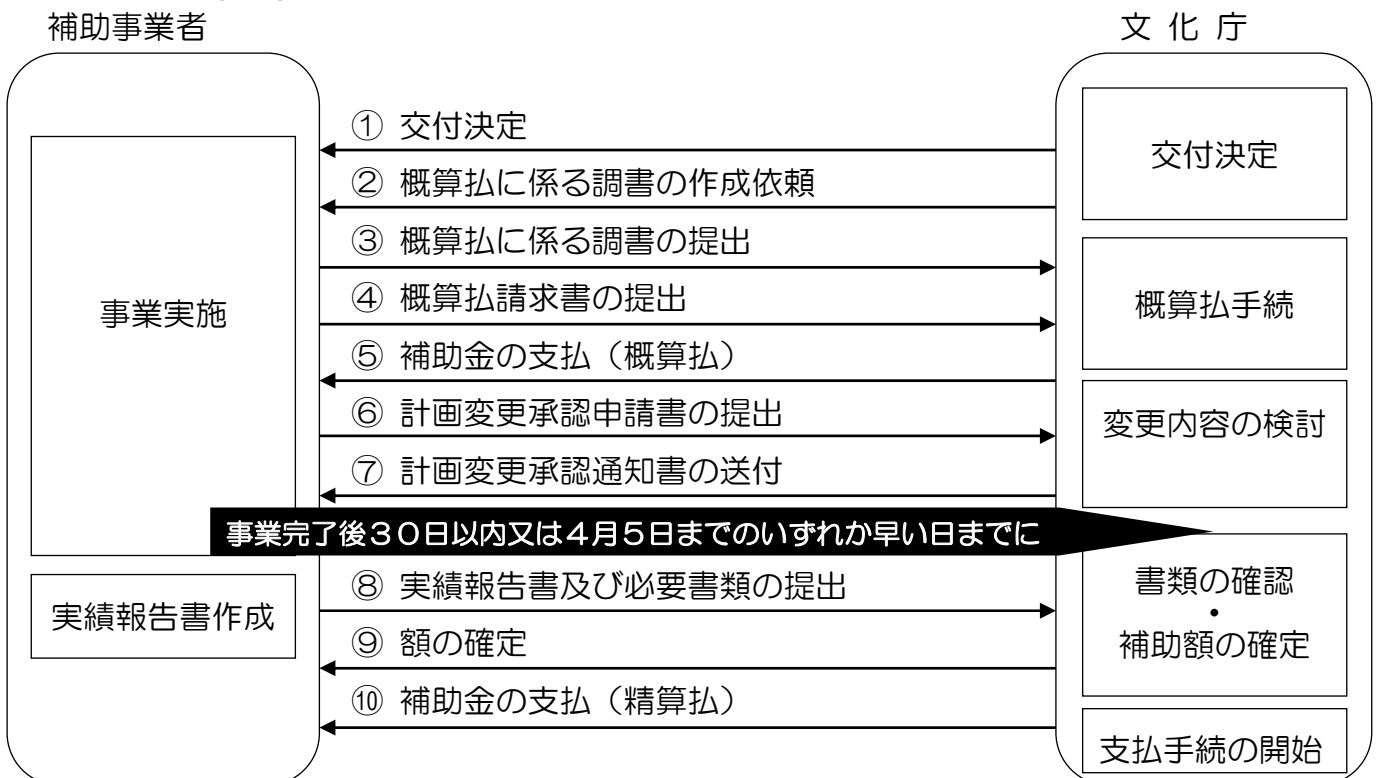 補助事業者
文 化 庁
① 交付決定
交付決定
② 概算払に係る調書の作成依頼
③ 概算払に係る調書の提出
事業実施
④ 概算払請求書の提出
概算払手続
⑤ 補助金の支払（概算払）
⑥ 計画変更承認申請書の提出
変更内容の検討
⑦ 計画変更承認通知書の送付
事業完了後３０日以内又は４月５日までのいずれか早い日までに
⑧ 実績報告書及び必要書類の提出
書類の確認
・
補助額の確定
実績報告書作成
⑨ 額の確定
⑩ 補助金の支払（精算払）
支払手続の開始